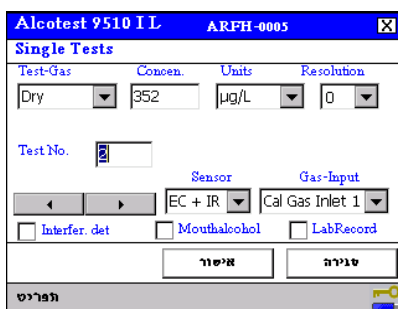 Alcotest 9510 I L ARFH-0005 X
Single Tests
Test-Gas Concen. Units Resolution
Dry 352 µg/L 0
Test No. 2
Sensor Gas-Input
EC + IR Cal Gas Inlet 1
Interfer. det Mouthalcohol LabRecord
אישור סגירה
תפריט